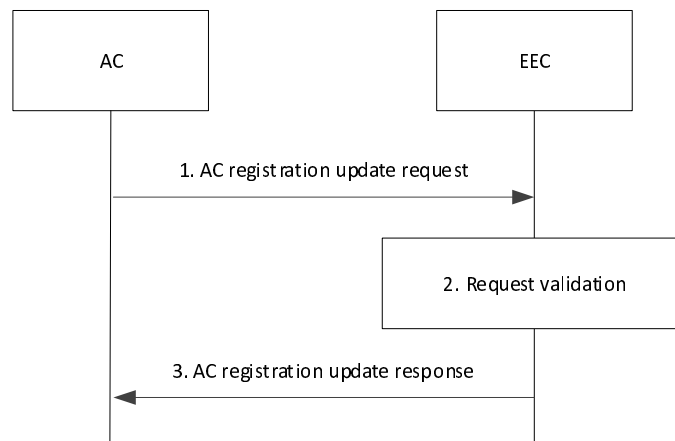 AC
EEC
1. AC registration update request
2. Request validation
3. AC registration update response